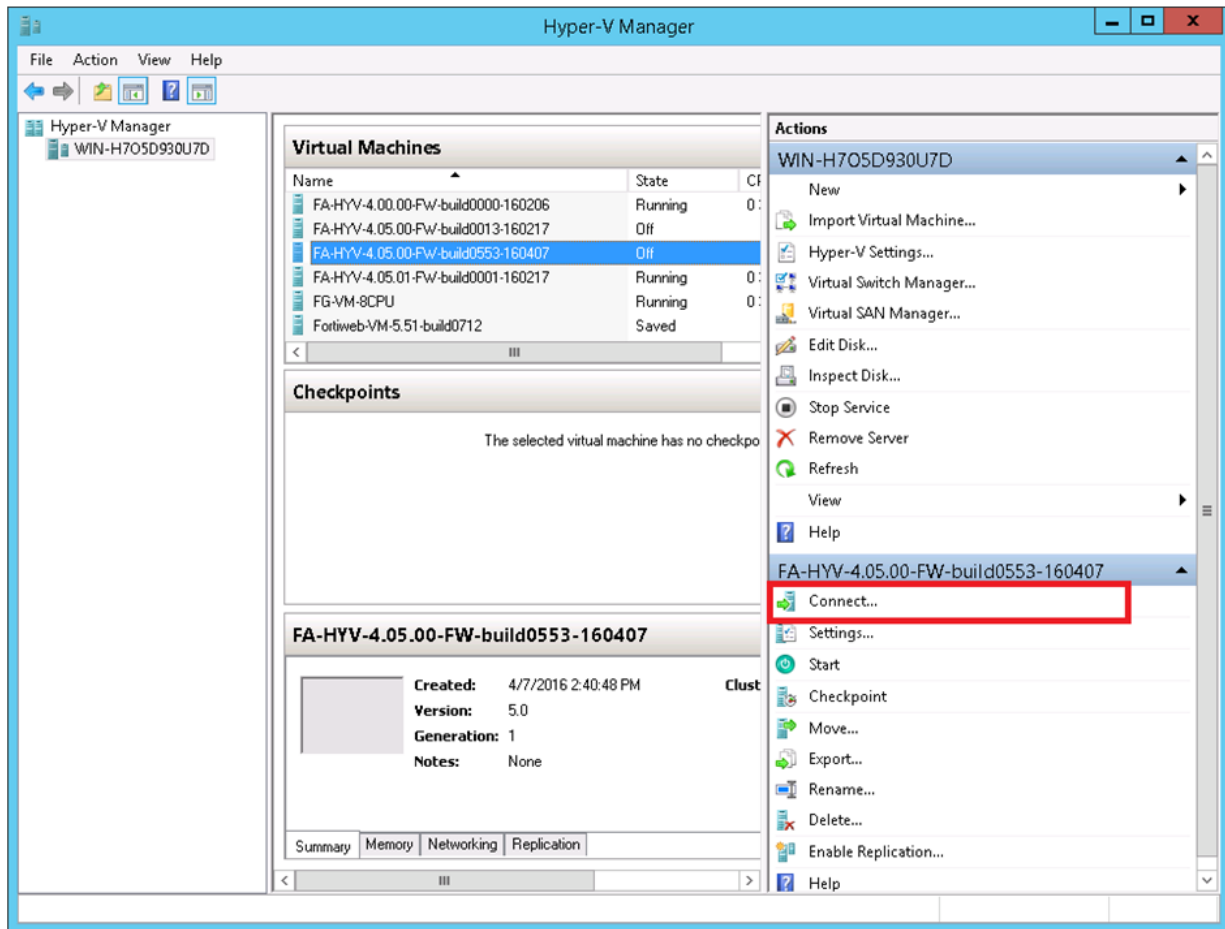 Hyper-V Manager
File Action View Help
Hyper-V Manager
WIN-H7O5D930U7D
Virtual Machines
Name State
FA-HYV-4.00.00-FW-build0000-160206 Running
FA-HYV-4.05.00-FW-build0013-160217 Off
FA-HYV-4.05.00-FW-build0553-160407 Off
FA-HYV-4.05.01-FW-build0001-160217 Running
FG-VM-8CPU Running
Fortiweb-VM-5.51-build0712 Saved
Checkpoints
The selected virtual machine has no checkpo
FA-HYV-4.05.00-FW-build0553-160407
Created: 4/7/2016 2:40:48 PM Clust
Version: 5.0
Generation: 1
Notes: None
Summary Memory Networking Replication
Actions
WIN-H7O5D930U7D
New
Import Virtual Machine...
Hyper-V Settings...
Virtual Switch Manager...
Virtual SAN Manager...
Edit Disk...
Inspect Disk...
Stop Service
Remove Server
Refresh
View
Help
FA-HYV-4.05.00-FW-build0553-160407
Connect...
Settings...
Start
Checkpoint
Move...
Export...
Rename...
Delete...
Enable Replication...
Help